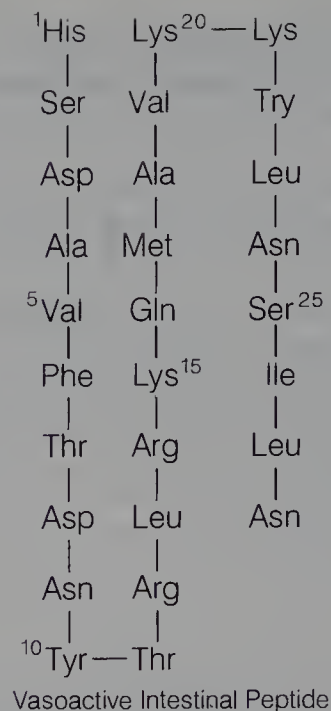 ¹His Lys²⁰ — Lys
Ser Val Try
Asp Ala Leu
Ala Met Asn
⁵Val Gln Ser²⁵
Phe Lys¹⁵ Ile
Thr Arg Leu
Asp Leu Asn
Asn Arg
¹⁰Tyr — Thr
Vasoactive Intestinal Peptide